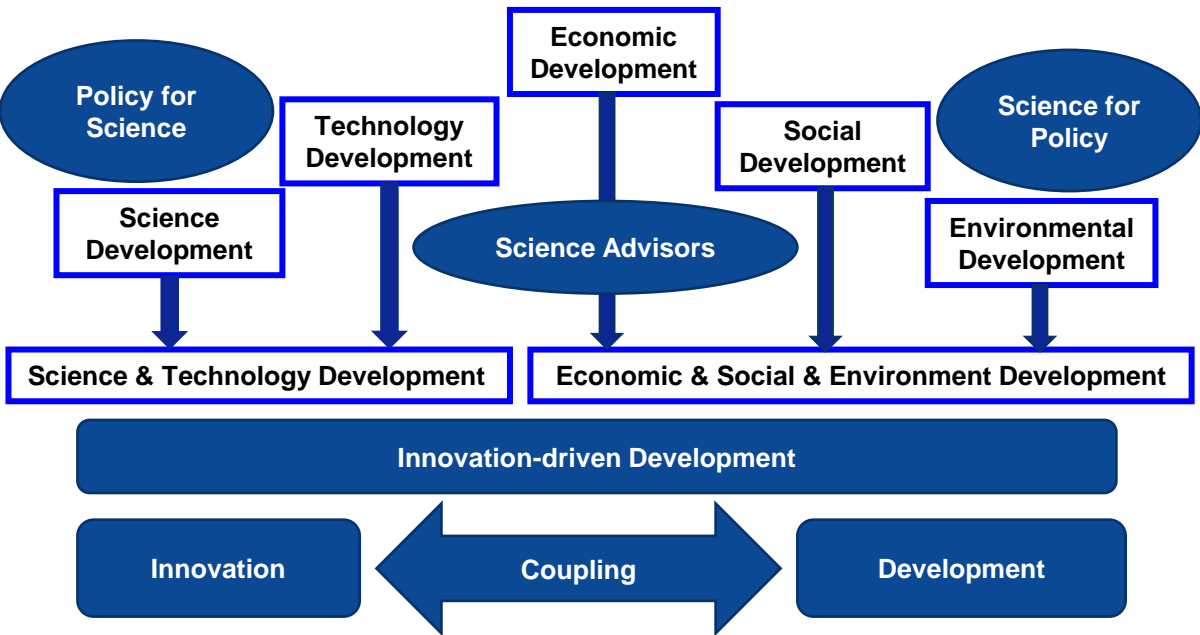 Economic
Development
Policy for
Science
Science for
Policy
Technology
Development
Social
Development
Science
Development
Science Advisors
Environmental
Development
Science & Technology Development
Economic & Social & Environment Development
Innovation-driven Development
Innovation
Coupling
Development